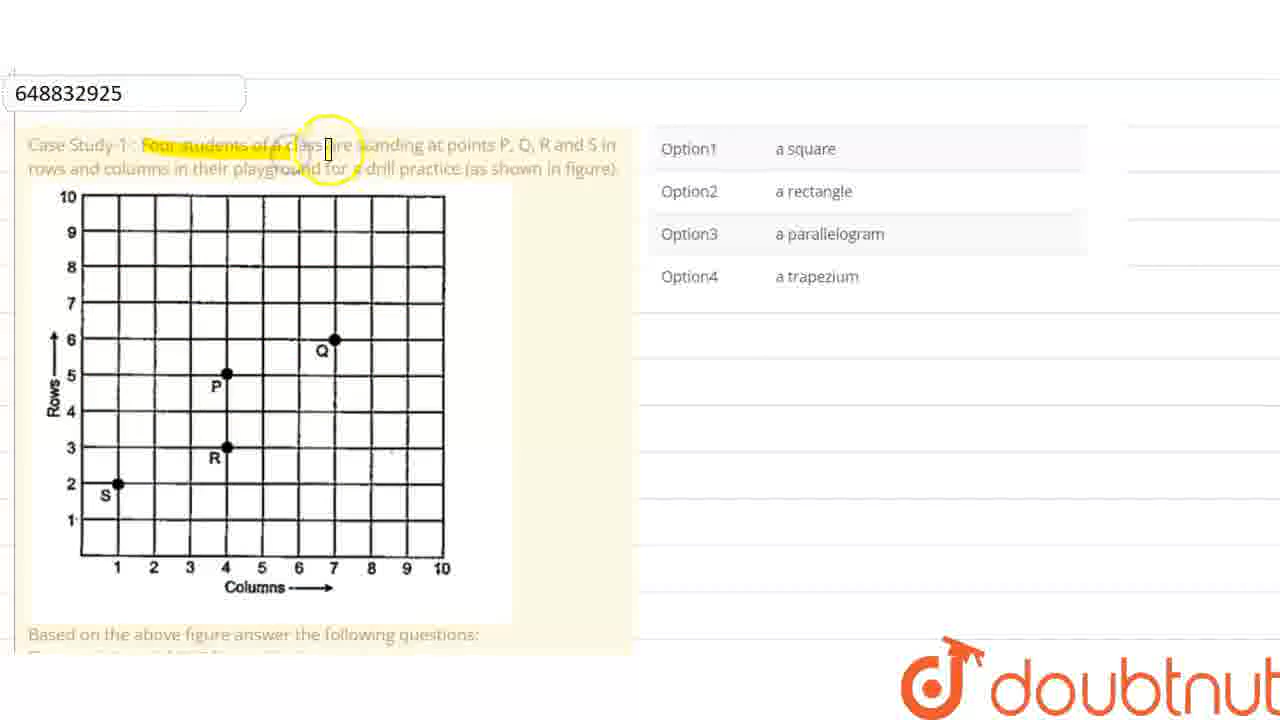 648832925
Case Study-1 : Four students of a class are standing at points P, Q, R and S in
rows and columns in their playground for a drill practice (as shown in figure).
10
9
8
7
6
5
4
3
2
1
Rows
Q
P
R
S
1 2 3 4 5 6 7 8 9 10
Columns
Based on the above figure answer the following questions:
Option1 a square
Option2 a rectangle
Option3 a parallelogram
Option4 a trapezium
doubtnut